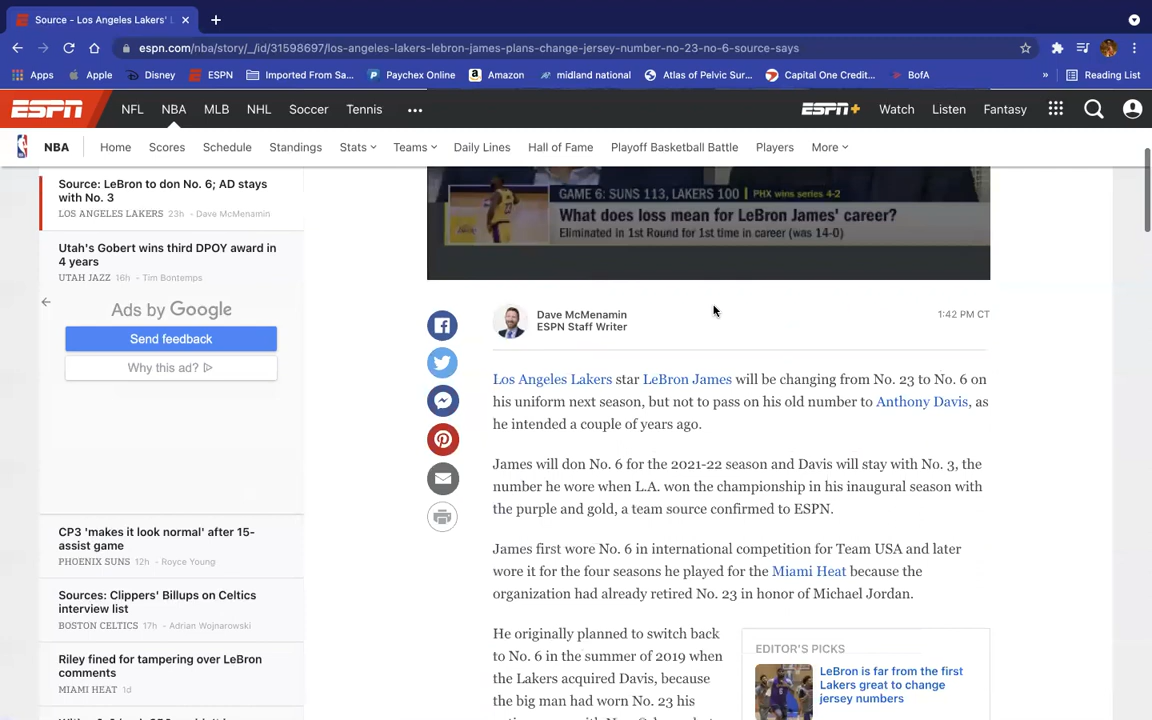 Source - Los Angeles Lakers' L
espn.com/nba/story/_/id/31598697/los-angeles-lakers-lebron-james-plans-change-jersey-number-no-23-no-6-source-says
Apps Apple Disney ESPN Imported From Sa... Paychex Online Amazon midland national Atlas of Pelvic Sur... Capital One Credit... BofA » Reading List
ESPN NFL NBA MLB NHL Soccer Tennis ••• ESPN+ Watch Listen Fantasy
NBA Home Scores Schedule Standings Stats Teams Daily Lines Hall of Fame Playoff Basketball Battle Players More
Source: LeBron to don No. 6; AD stays
with No. 3
LOS ANGELES LAKERS 23h - Dave McMenamin
Utah's Gobert wins third DPOY award in
4 years
UTAH JAZZ 16h - Tim Bontemps
Ads by Google
Send feedback
Why this ad?
CP3 'makes it look normal' after 15-
assist game
PHOENIX SUNS 12h - Royce Young
Sources: Clippers' Billups on Celtics
interview list
BOSTON CELTICS 17h - Adrian Wojnarowski
Riley fined for tampering over LeBron
comments
MIAMI HEAT 1d
GAME 6: SUNS 113, LAKERS 100 | PHX wins series 4-2
What does loss mean for LeBron James' career?
Eliminated in 1st Round for 1st time in career (was 14-0)
Dave McMenamin
ESPN Staff Writer
1:42 PM CT
Los Angeles Lakers star LeBron James will be changing from No. 23 to No. 6 on
his uniform next season, but not to pass on his old number to Anthony Davis, as
he intended a couple of years ago.
James will don No. 6 for the 2021-22 season and Davis will stay with No. 3, the
number he wore when L.A. won the championship in his inaugural season with
the purple and gold, a team source confirmed to ESPN.
James first wore No. 6 in international competition for Team USA and later
wore it for the four seasons he played for the Miami Heat because the
organization had already retired No. 23 in honor of Michael Jordan.
He originally planned to switch back
to No. 6 in the summer of 2019 when
the Lakers acquired Davis, because
the big man had worn No. 23 his
EDITOR'S PICKS
LeBron is far from the first
Lakers great to change
jersey numbers